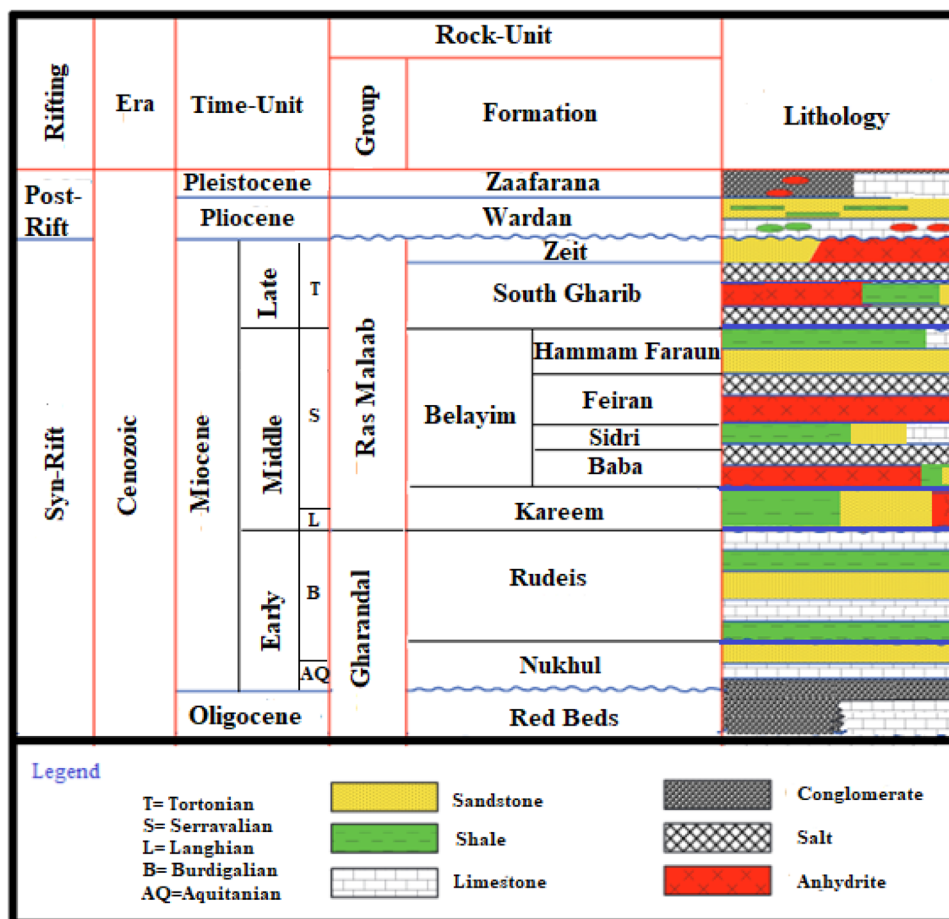 Rifting
Era
Time-Unit
Rock-Unit
Group
Formation
Lithology
Post-
Rift
Pleistocene
Zaafarana
Pliocene
Wardan
Syn-Rift
Cenozoic
Miocene
Late
T
Ras Malaab
Zeit
South Gharib
Middle
S
Belayim
Hammam Faraun
Feiran
Sidri
Baba
L
Kareem
Early
B
Gharandal
Rudeis
AQ
Nukhul
Oligocene
Red Beds
Legend
T= Tortonian
S= Serravalian
L= Langhian
B= Burdigalian
AQ=Aquitanian
Sandstone
Shale
Limestone
Conglomerate
Salt
Anhydrite